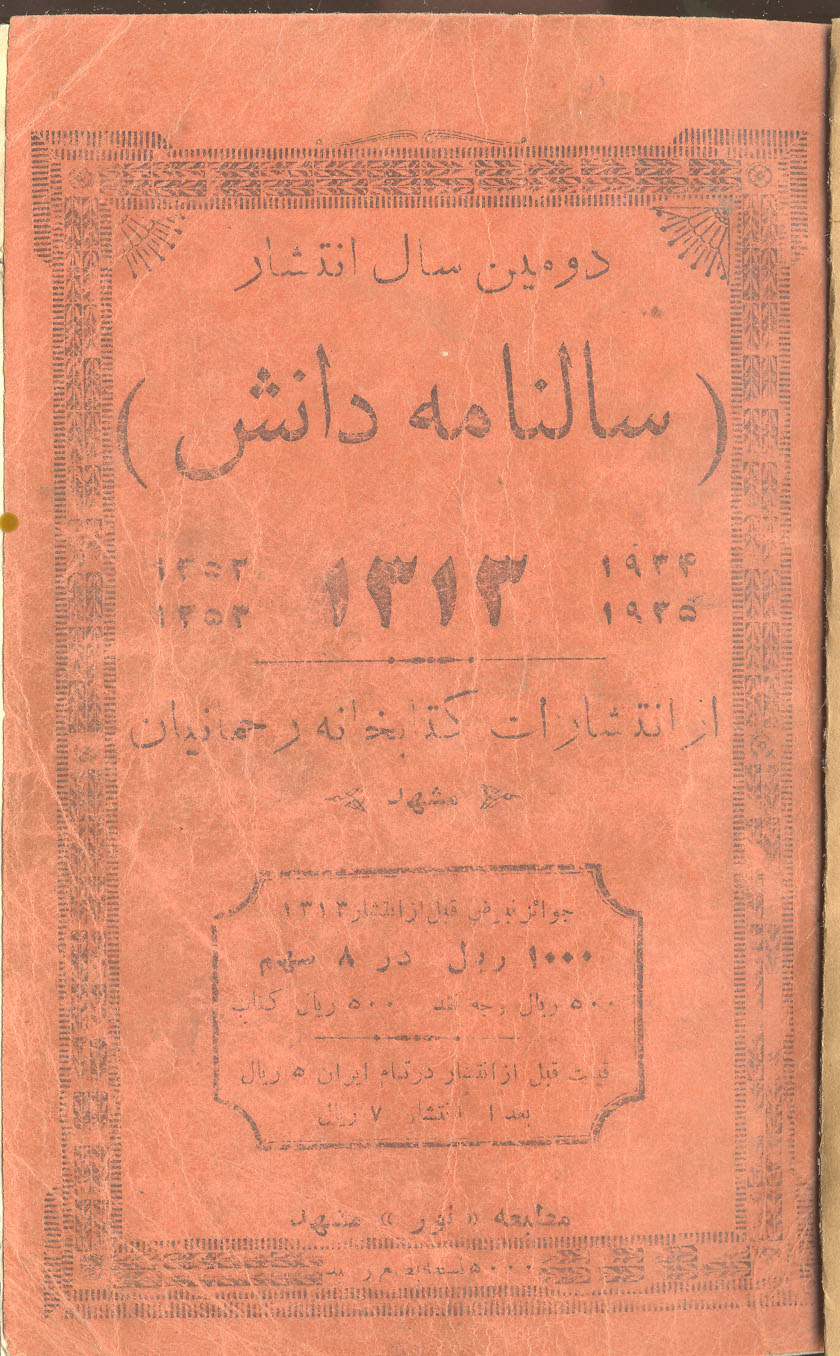 دومین سال انتشار
( سالنامه دانش )
۱۹۳۴ ۱۳۱۳ ۱۳۵۲
۱۹۳۵ ۱۳۵۳
از انتشارات کتابخانه رحمانیان
مشهد
جوائز قبل از انتشار ۱۳۱۳
۱۰۰۰ ریال در ۸ سهم
۵۰۰ ریال وجه نقد ۵۰۰ ریال کتاب
قیمت قبل از انتشار در تمام ایران ۵ ریال
بعد از انتشار ۷ ریال
مطبعه « نور » مشهد